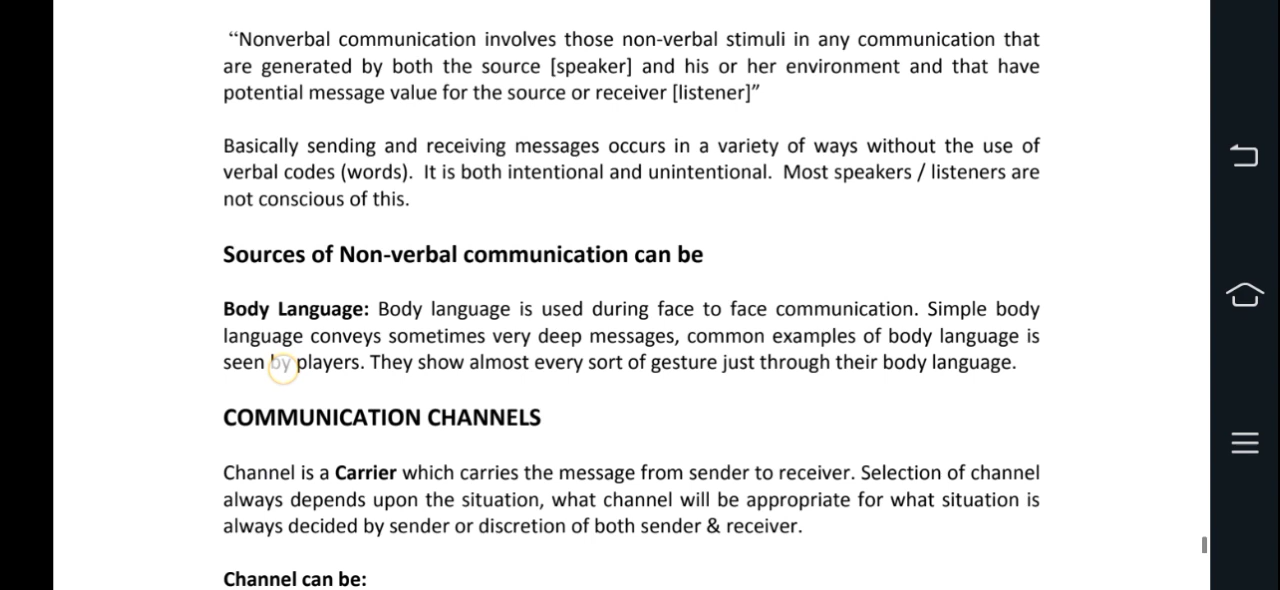 “Nonverbal communication involves those non-verbal stimuli in any communication that
are generated by both the source [speaker] and his or her environment and that have
potential message value for the source or receiver [listener]”
Basically sending and receiving messages occurs in a variety of ways without the use of
verbal codes (words). It is both intentional and unintentional. Most speakers / listeners are
not conscious of this.
Sources of Non-verbal communication can be
Body Language: Body language is used during face to face communication. Simple body
language conveys sometimes very deep messages, common examples of body language is
seen by players. They show almost every sort of gesture just through their body language.
COMMUNICATION CHANNELS
Channel is a Carrier which carries the message from sender to receiver. Selection of channel
always depends upon the situation, what channel will be appropriate for what situation is
always decided by sender or discretion of both sender & receiver.
Channel can be: